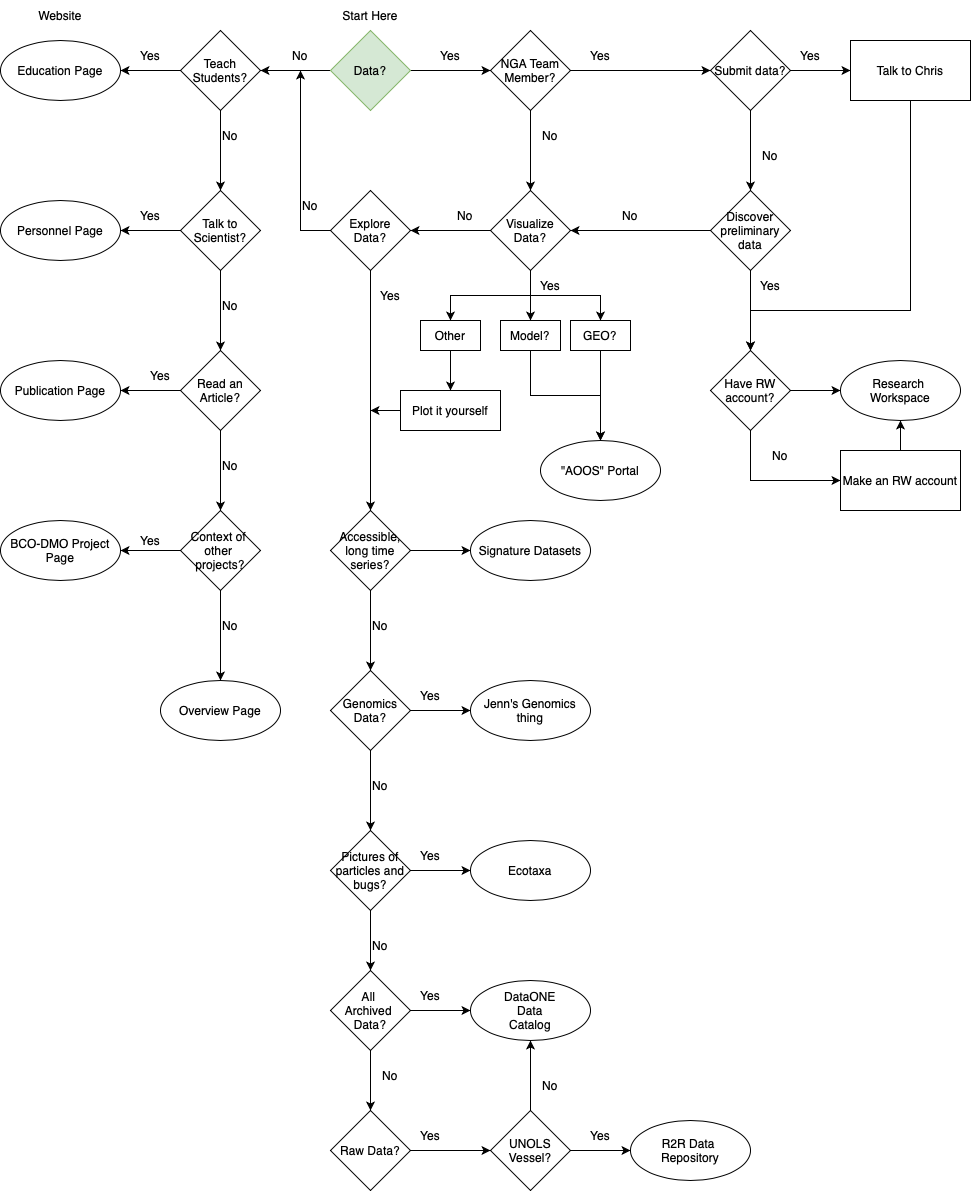 Website
Start Here
Education Page
Yes
Teach
Students?
No
Data?
Yes
NGA Team
Member?
Yes
Submit data?
Yes
Talk to Chris
No
No
No
Personnel Page
Yes
Talk to
Scientist?
No
Explore
Data?
No
Visualize
Data?
No
Discover
preliminary
data
No
Yes
Yes
Yes
Other
Model?
GEO?
Publication Page
Yes
Read an
Article?
Plot it yourself
Have RW
account?
Research
Workspace
No
"AOOS" Portal
No
Make an RW account
BCO-DMO Project
Page
Yes
Context of
other
projects?
Accessible,
long time
series?
Signature Datasets
No
No
Overview Page
Genomics
Data?
Yes
Jenn's Genomics
thing
No
Pictures of
particles and
bugs?
Yes
Ecotaxa
No
All
Archived
Data?
Yes
DataONE
Data
Catalog
No
No
Raw Data?
Yes
UNOLS
Vessel?
Yes
R2R Data
Repository